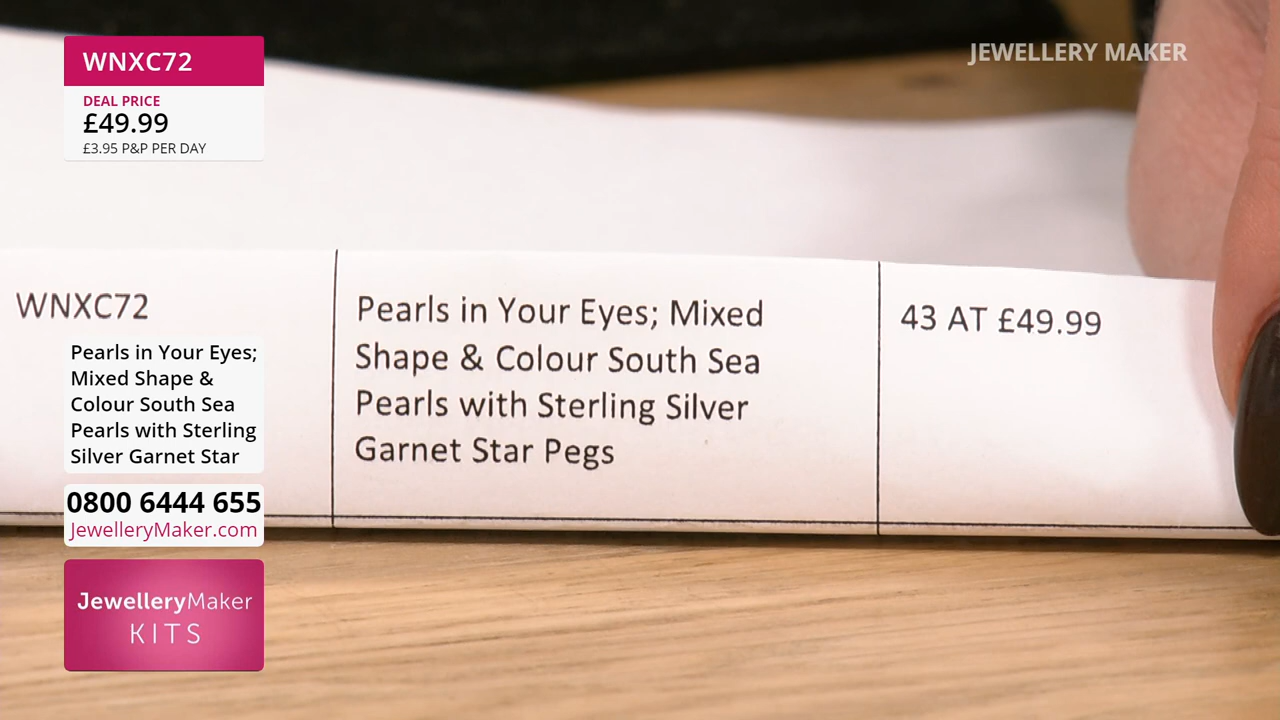 WNXC72
DEAL PRICE
£49.99
£3.95 P&P PER DAY
JEWELLERY MAKER
WNXC72
Pearls in Your Eyes; Mixed
Shape & Colour South Sea
Pearls with Sterling Silver
Garnet Star Pegs
43 AT £49.99
Pearls in Your Eyes;
Mixed Shape &
Colour South Sea
Pearls with Sterling
Silver Garnet Star
0800 6444 655
JewelleryMaker.com
JewelleryMaker
KITS